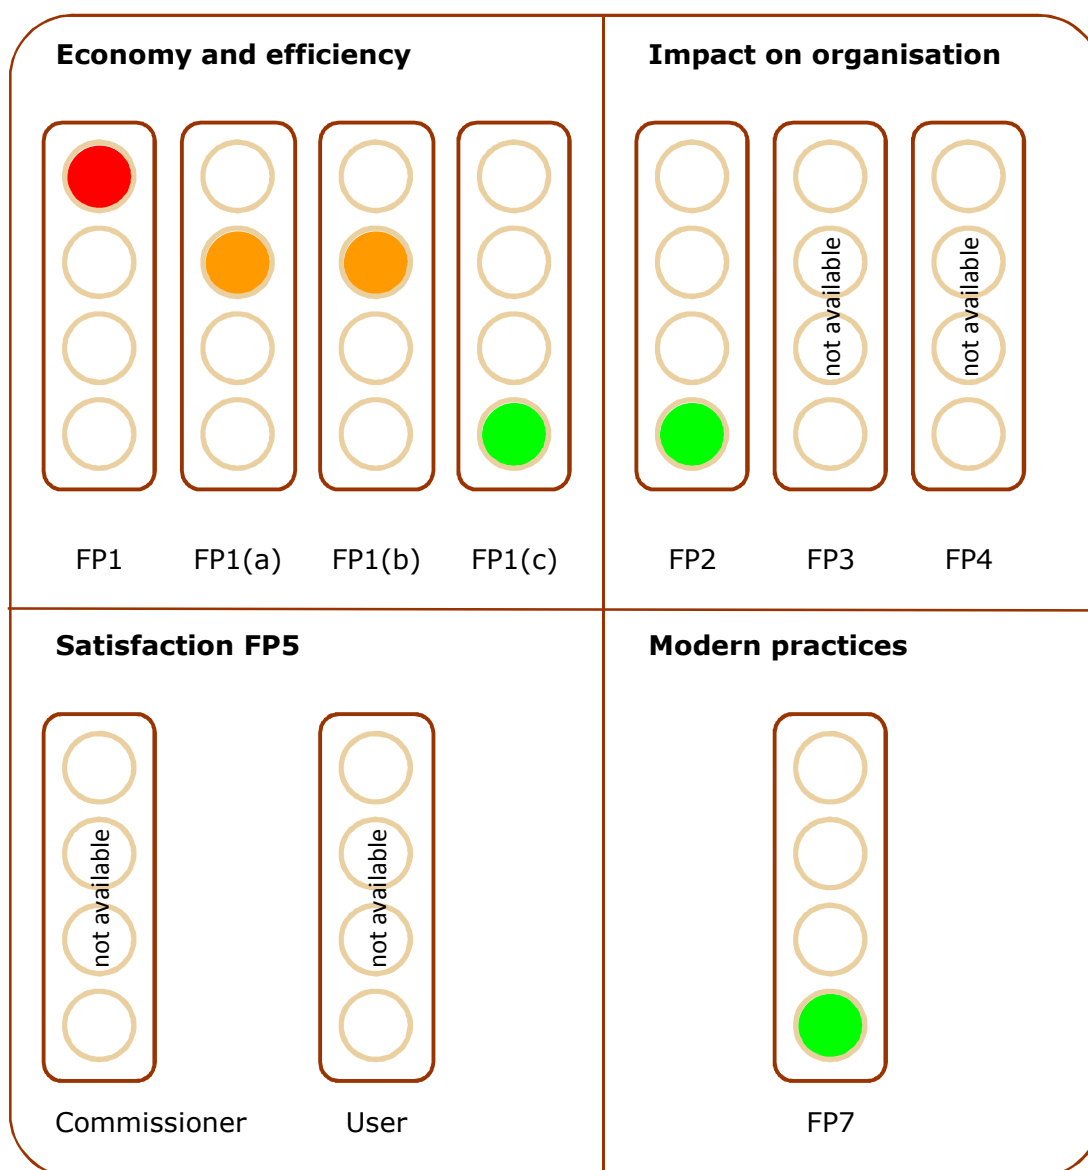 Economy and efficiency
Impact on organisation
not available
not available
FP1 FP1(a) FP1(b) FP1(c)
FP2 FP3 FP4
Satisfaction FP5
Modern practices
not available
not available
Commissioner User
FP7